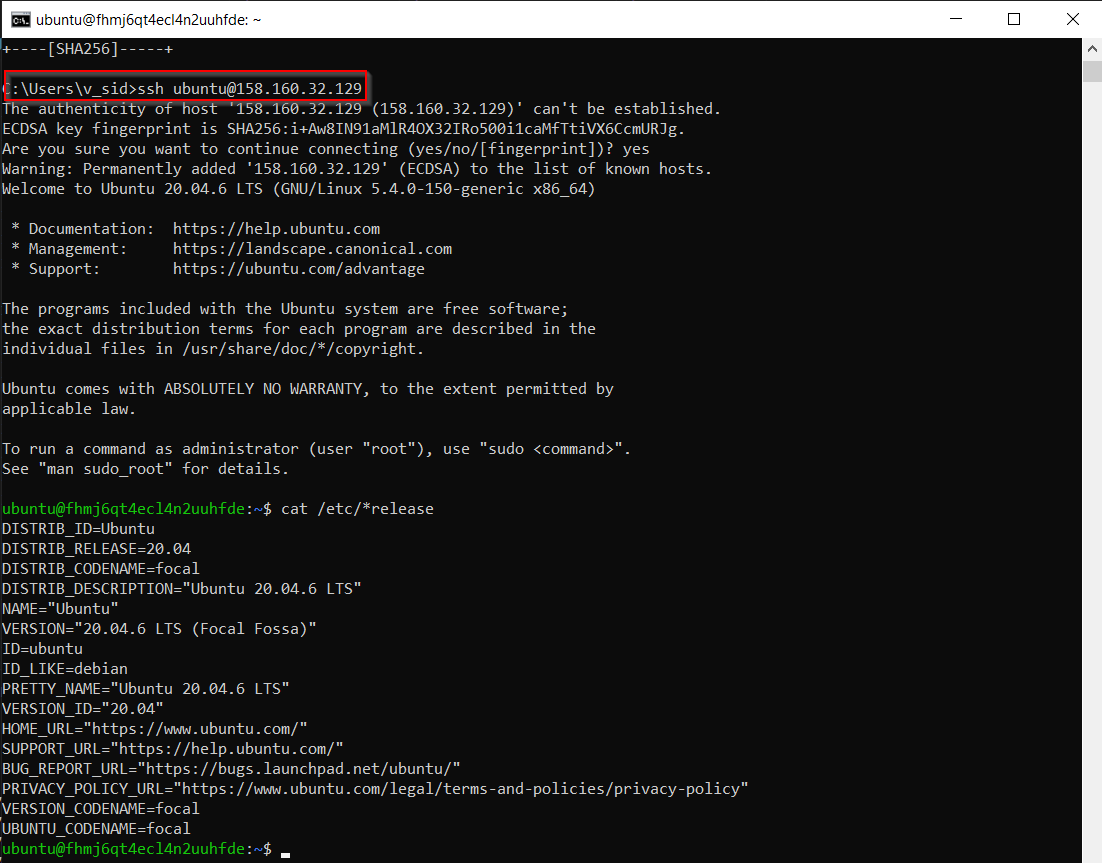 ubuntu@fhmj6qt4ecl4n2uuhfde: ~
+----[SHA256]-----+
C:\Users\v_sid>ssh ubuntu@158.160.32.129
The authenticity of host '158.160.32.129 (158.160.32.129)' can't be established.
ECDSA key fingerprint is SHA256:i+Aw8IN91aMlR4OX32IRo500i1caMfTtiVX6CcmURJg.
Are you sure you want to continue connecting (yes/no/[fingerprint])? yes
Warning: Permanently added '158.160.32.129' (ECDSA) to the list of known hosts.
Welcome to Ubuntu 20.04.6 LTS (GNU/Linux 5.4.0-150-generic x86_64)
* Documentation:  https://help.ubuntu.com
* Management:     https://landscape.canonical.com
* Support:        https://ubuntu.com/advantage
The programs included with the Ubuntu system are free software;
the exact distribution terms for each program are described in the
individual files in /usr/share/doc/*/copyright.
Ubuntu comes with ABSOLUTELY NO WARRANTY, to the extent permitted by
applicable law.
To run a command as administrator (user "root"), use "sudo <command>".
See "man sudo_root" for details.
ubuntu@fhmj6qt4ecl4n2uuhfde:~$ cat /etc/*release
DISTRIB_ID=Ubuntu
DISTRIB_RELEASE=20.04
DISTRIB_CODENAME=focal
DISTRIB_DESCRIPTION="Ubuntu 20.04.6 LTS"
NAME="Ubuntu"
VERSION="20.04.6 LTS (Focal Fossa)"
ID=ubuntu
ID_LIKE=debian
PRETTY_NAME="Ubuntu 20.04.6 LTS"
VERSION_ID="20.04"
HOME_URL="https://www.ubuntu.com/"
SUPPORT_URL="https://help.ubuntu.com/"
BUG_REPORT_URL="https://bugs.launchpad.net/ubuntu/"
PRIVACY_POLICY_URL="https://www.ubuntu.com/legal/terms-and-policies/privacy-policy"
VERSION_CODENAME=focal
UBUNTU_CODENAME=focal
ubuntu@fhmj6qt4ecl4n2uuhfde:~$